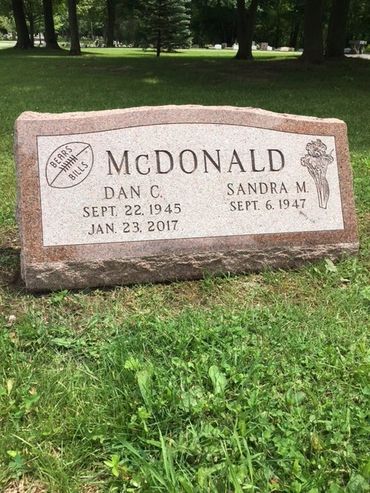 BEARS
BILLS
McDONALD
DAN C.
SEPT. 22, 1945
JAN. 23, 2017
SANDRA M.
SEPT. 6, 1947